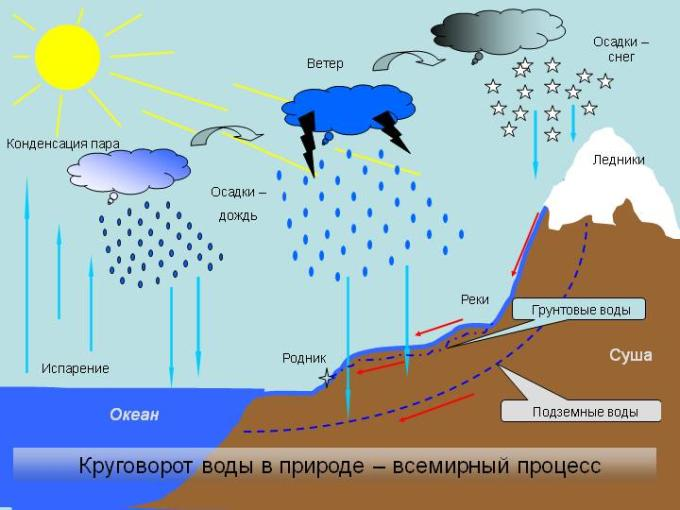 Осадки –
снег
Ветер
Конденсация пара
Ледники
Осадки –
дождь
Реки
Грунтовые воды
Родник
Суша
Испарение
Океан
Подземные воды
Круговорот воды в природе – всемирный процесс